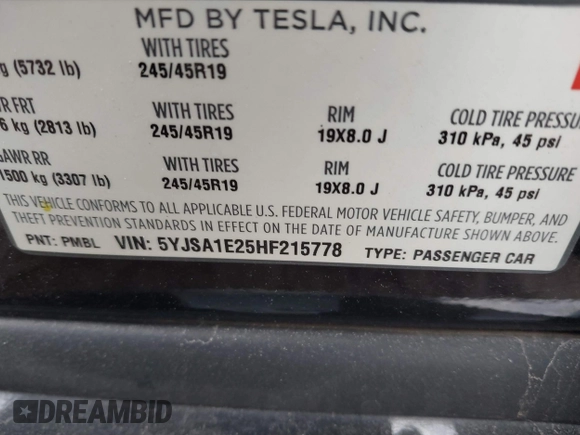 MFD BY TESLA, INC.
g (5732 lb) WITH TIRES 245/45R19
R FRT WITH TIRES RIM COLD TIRE PRESSU
6 kg (2813 lb) 245/45R19 19X8.0 J 310 kPa, 45 psi
GAWR RR WITH TIRES RIM COLD TIRE PRESSURE
1500 kg (3307 lb) 245/45R19 19X8.0 J 310 kPa, 45 psi
THIS VEHICLE CONFORMS TO ALL APPLICABLE U.S. FEDERAL MOTOR VEHICLE SAFETY, BUMPER, AND
THEFT PREVENTION STANDARDS IN EFFECT ON THE DATE OF MANUFACTURE SHOWN ABOVE.
PNT: PMBL VIN: 5YJSA1E25HF215778 TYPE: PASSENGER CAR
DREAMBID